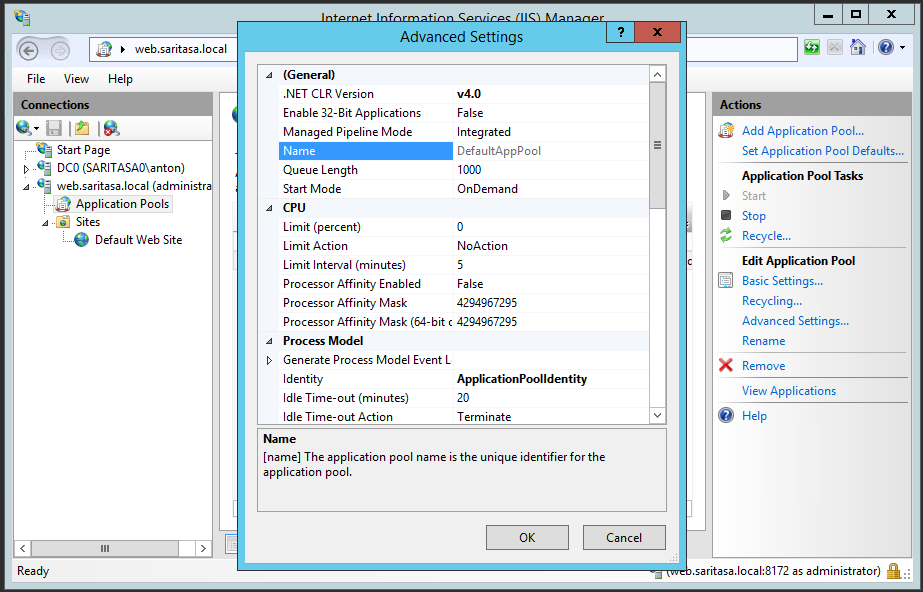 Internet Information Services (IIS) Manager
Advanced Settings
?
web.saritasa.local
File View Help
Connections
Start Page
DC0 (SARITASA0\anton)
web.saritasa.local (administra
Application Pools
Sites
Default Web Site
(General)
.NET CLR Version v4.0
Enable 32-Bit Applications False
Managed Pipeline Mode Integrated
Name DefaultAppPool
Queue Length 1000
Start Mode OnDemand
CPU
Limit (percent) 0
Limit Action NoAction
Limit Interval (minutes) 5
Processor Affinity Enabled False
Processor Affinity Mask 4294967295
Processor Affinity Mask (64-bit o 4294967295
Process Model
Generate Process Model Event L
Identity ApplicationPoolIdentity
Idle Time-out (minutes) 20
Idle Time-out Action Terminate
Name
[name] The application pool name is the unique identifier for the
application pool.
OK Cancel
Actions
Add Application Pool...
Set Application Pool Defaults...
Application Pool Tasks
Start
Stop
Recycle...
Edit Application Pool
Basic Settings...
Recycling...
Advanced Settings...
Rename
Remove
View Applications
Help
Ready
(web.saritasa.local:8172 as administrator)